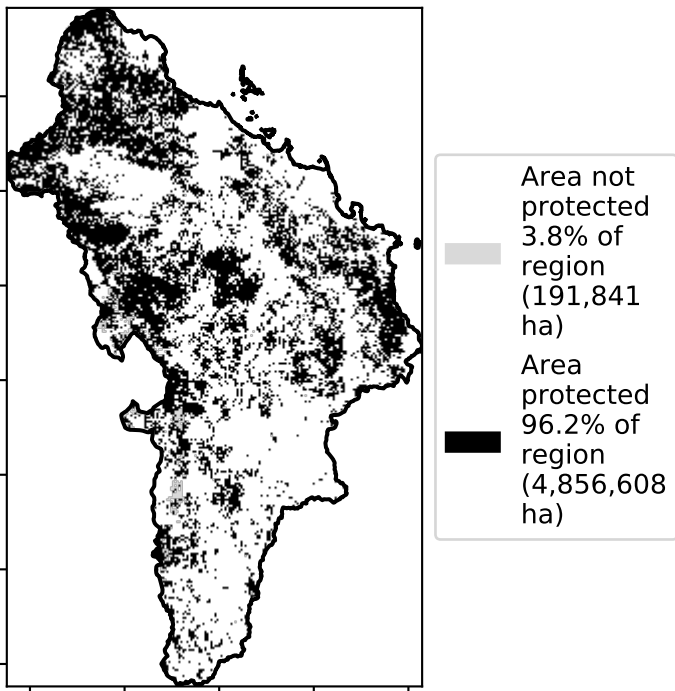 Area not
protected
3.8% of
region
(191,841
ha)
Area
protected
96.2% of
region
(4,856,608
ha)